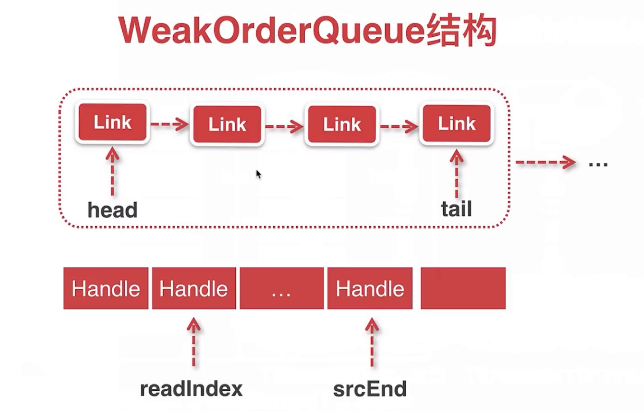 WeakOrderQueue结构
Link Link Link Link
...
head tail
Handle Handle ... Handle
readIndex srcEnd